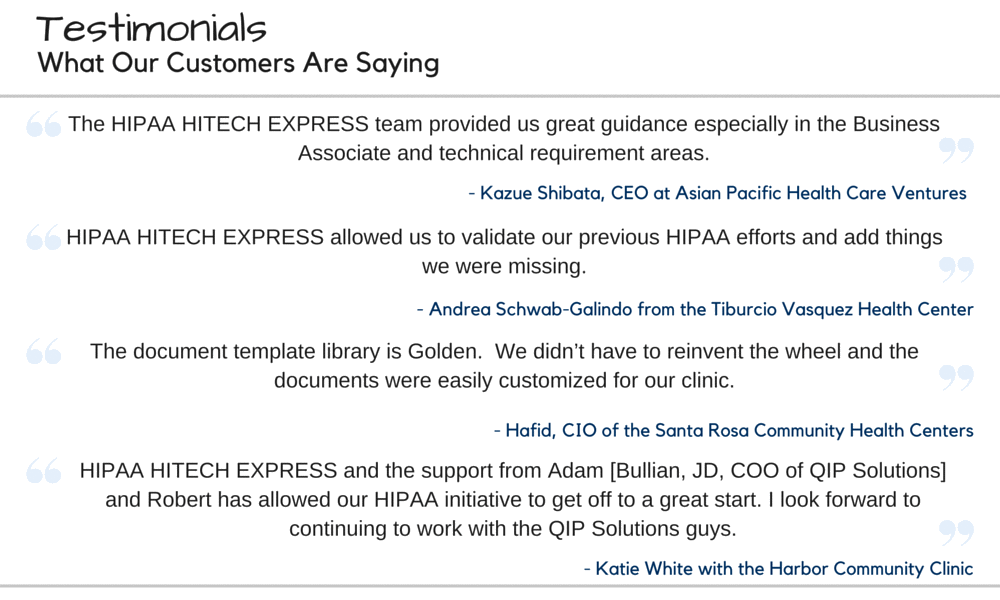 Testimonials
What Our Customers Are Saying
“ The HIPAA HITECH EXPRESS team provided us great guidance especially in the Business
Associate and technical requirement areas. ”
- Kazue Shibata, CEO at Asian Pacific Health Care Ventures
“ HIPAA HITECH EXPRESS allowed us to validate our previous HIPAA efforts and add things
we were missing. ”
- Andrea Schwab-Galindo from the Tiburcio Vasquez Health Center
“ The document template library is Golden.  We didn’t have to reinvent the wheel and the
documents were easily customized for our clinic. ”
- Hafid, CIO of the Santa Rosa Community Health Centers
“ HIPAA HITECH EXPRESS and the support from Adam [Bullian, JD, COO of QIP Solutions]
and Robert has allowed our HIPAA initiative to get off to a great start. I look forward to
continuing to work with the QIP Solutions guys. ”
- Katie White with the Harbor Community Clinic